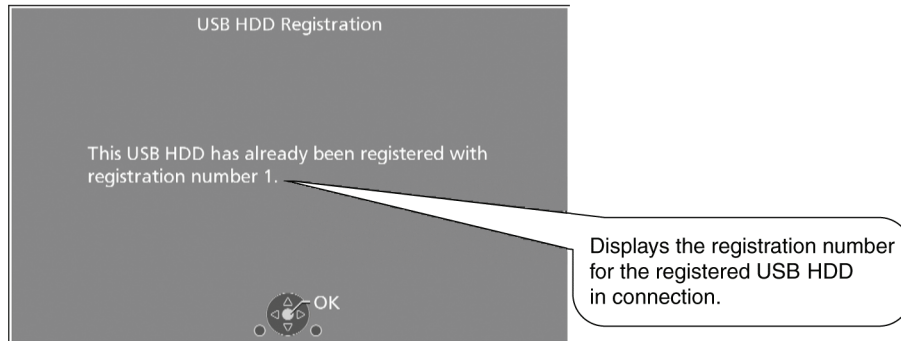 USB HDD Registration
This USB HDD has already been registered with
registration number 1.
OK
Displays the registration number
for the registered USB HDD
in connection.